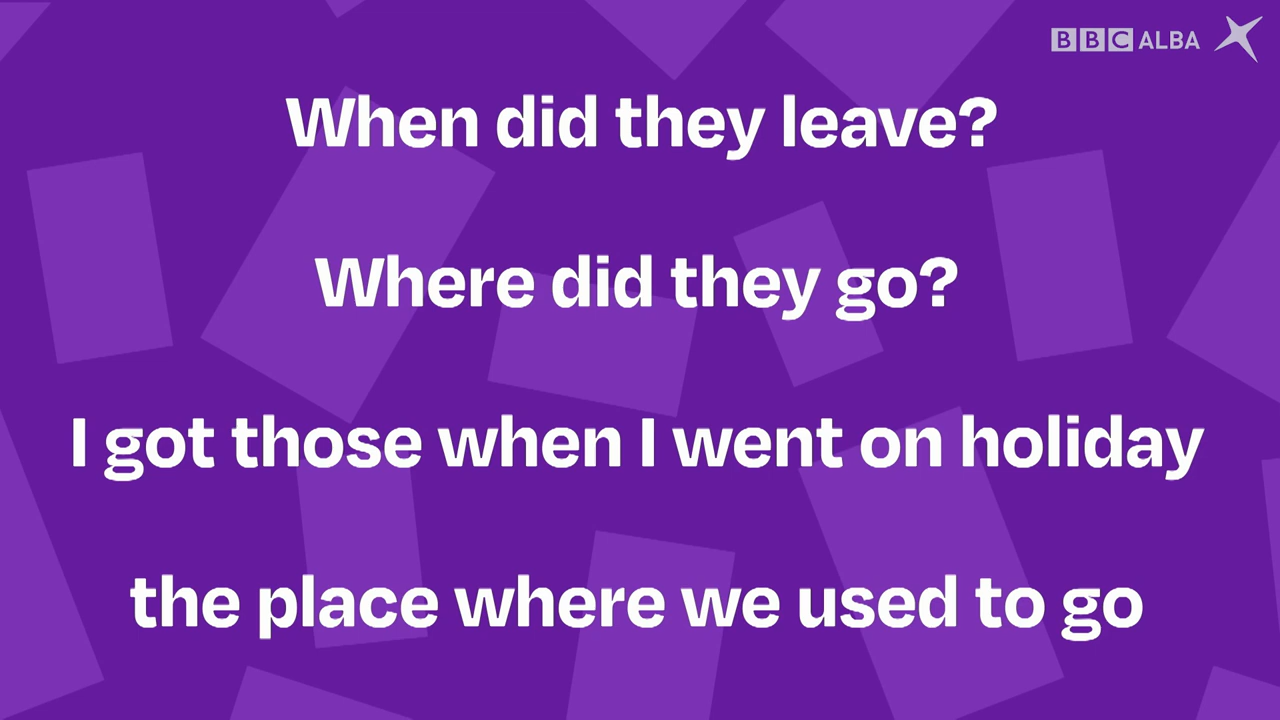 BBC ALBA
When did they leave?
Where did they go?
I got those when I went on holiday
the place where we used to go